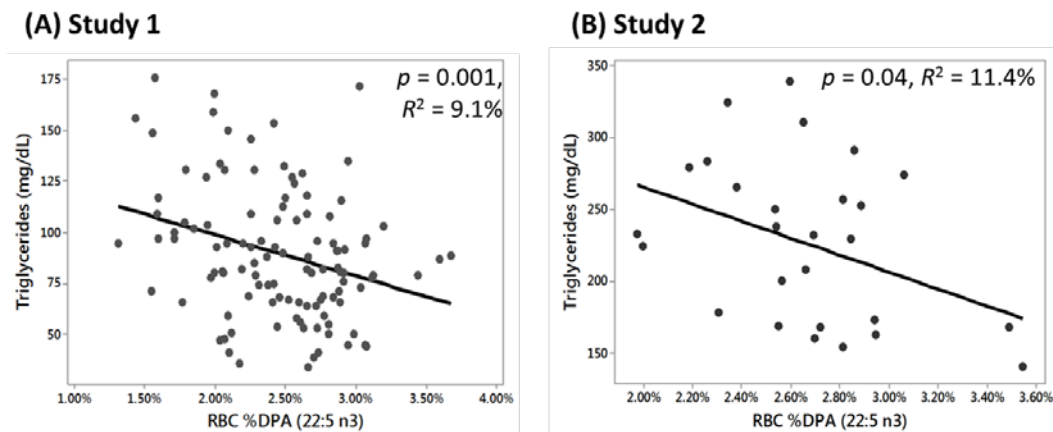 (A) Study 1
(B) Study 2
p = 0.001,
R² = 9.1%
175
150
125
100
75
50
Triglycerides (mg/dL)
1.00% 1.50% 2.00% 2.50% 3.00% 3.50% 4.00%
RBC %DPA (22:5 n3)
p = 0.04, R² = 11.4%
350
300
250
200
150
Triglycerides (mg/dL)
2.00% 2.20% 2.40% 2.60% 2.80% 3.00% 3.20% 3.40% 3.60%
RBC %DPA (22:5 n3)